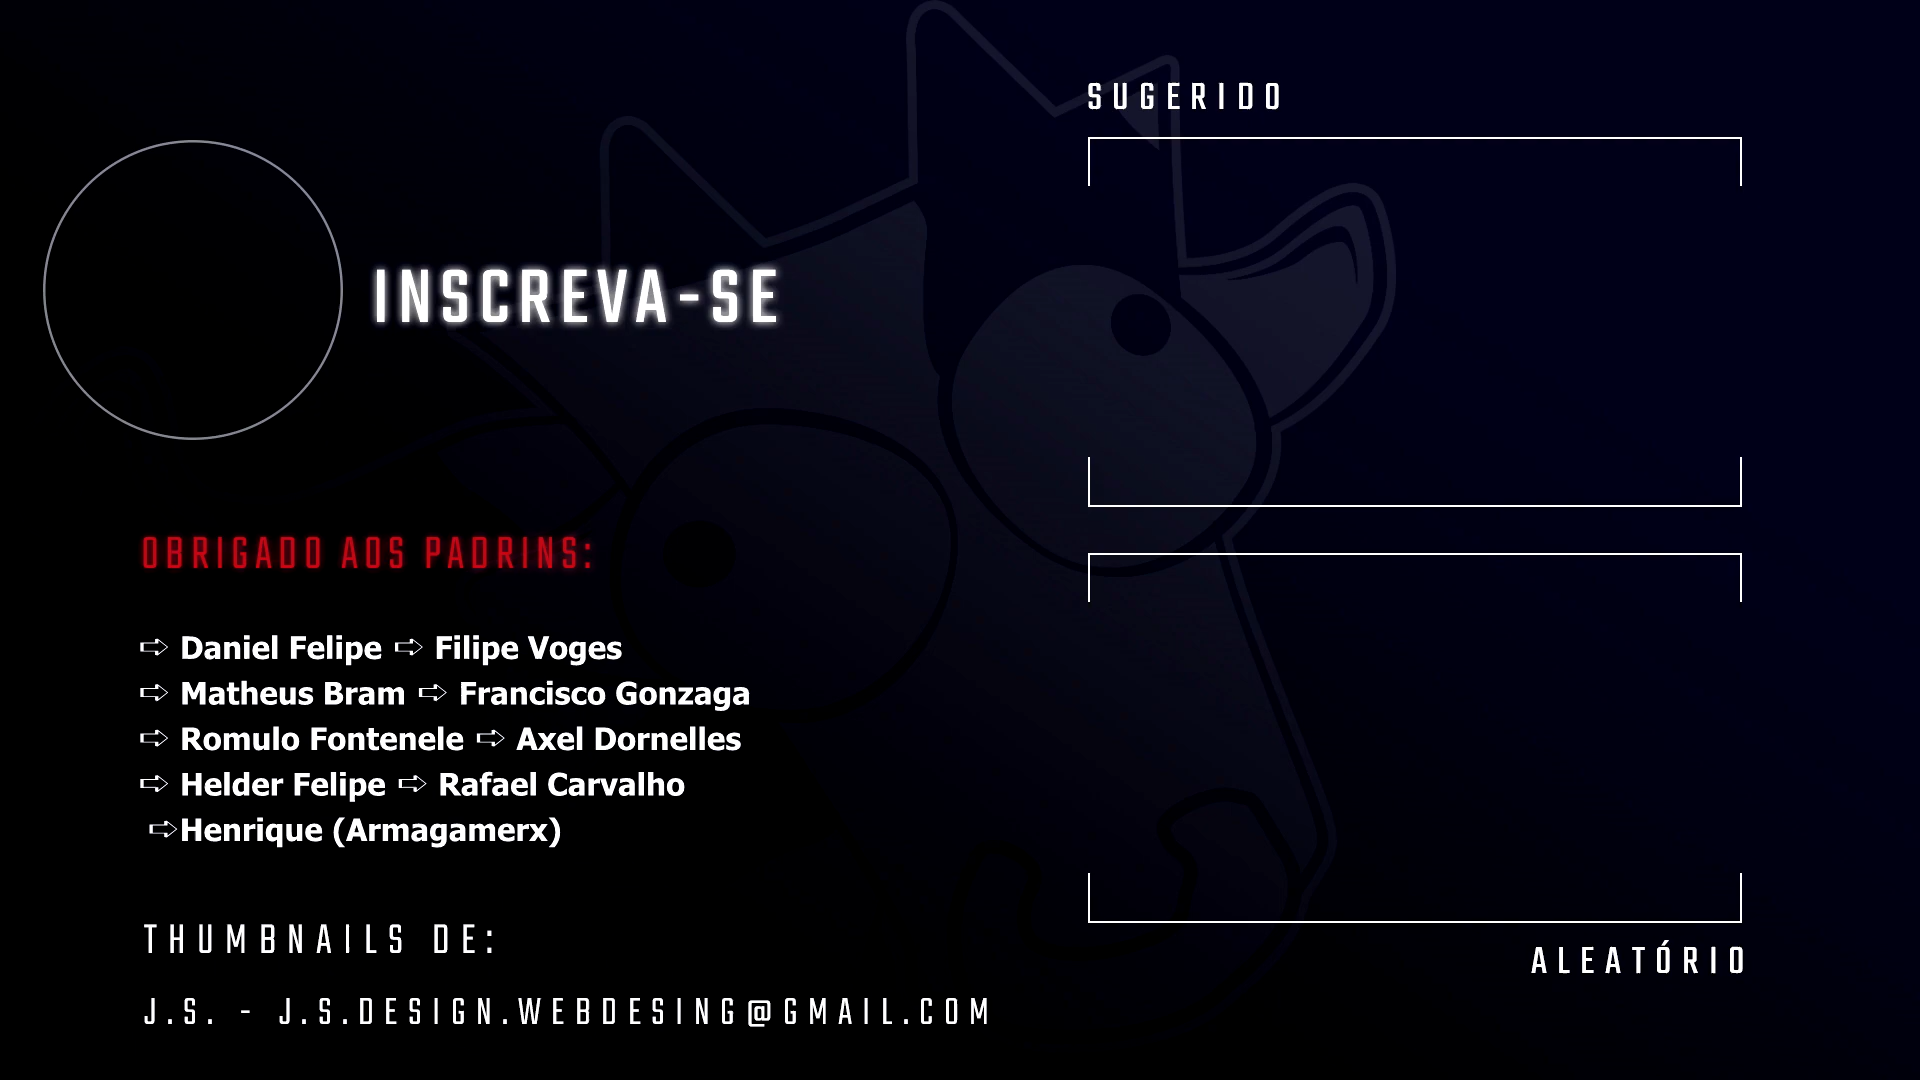 SUGERIDO
INSCREVA-SE
OBRIGADO AOS PADRINS:
➪ Daniel Felipe ➪ Filipe Voges
➪ Matheus Bram ➪ Francisco Gonzaga
➪ Romulo Fontenele ➪ Axel Dornelles
➪ Helder Felipe ➪ Rafael Carvalho
➪Henrique (Armagamerx)
THUMBNAILS DE:
J.S. - J.S.DESIGN.WEBDESING@GMAIL.COM
ALEATÓRIO